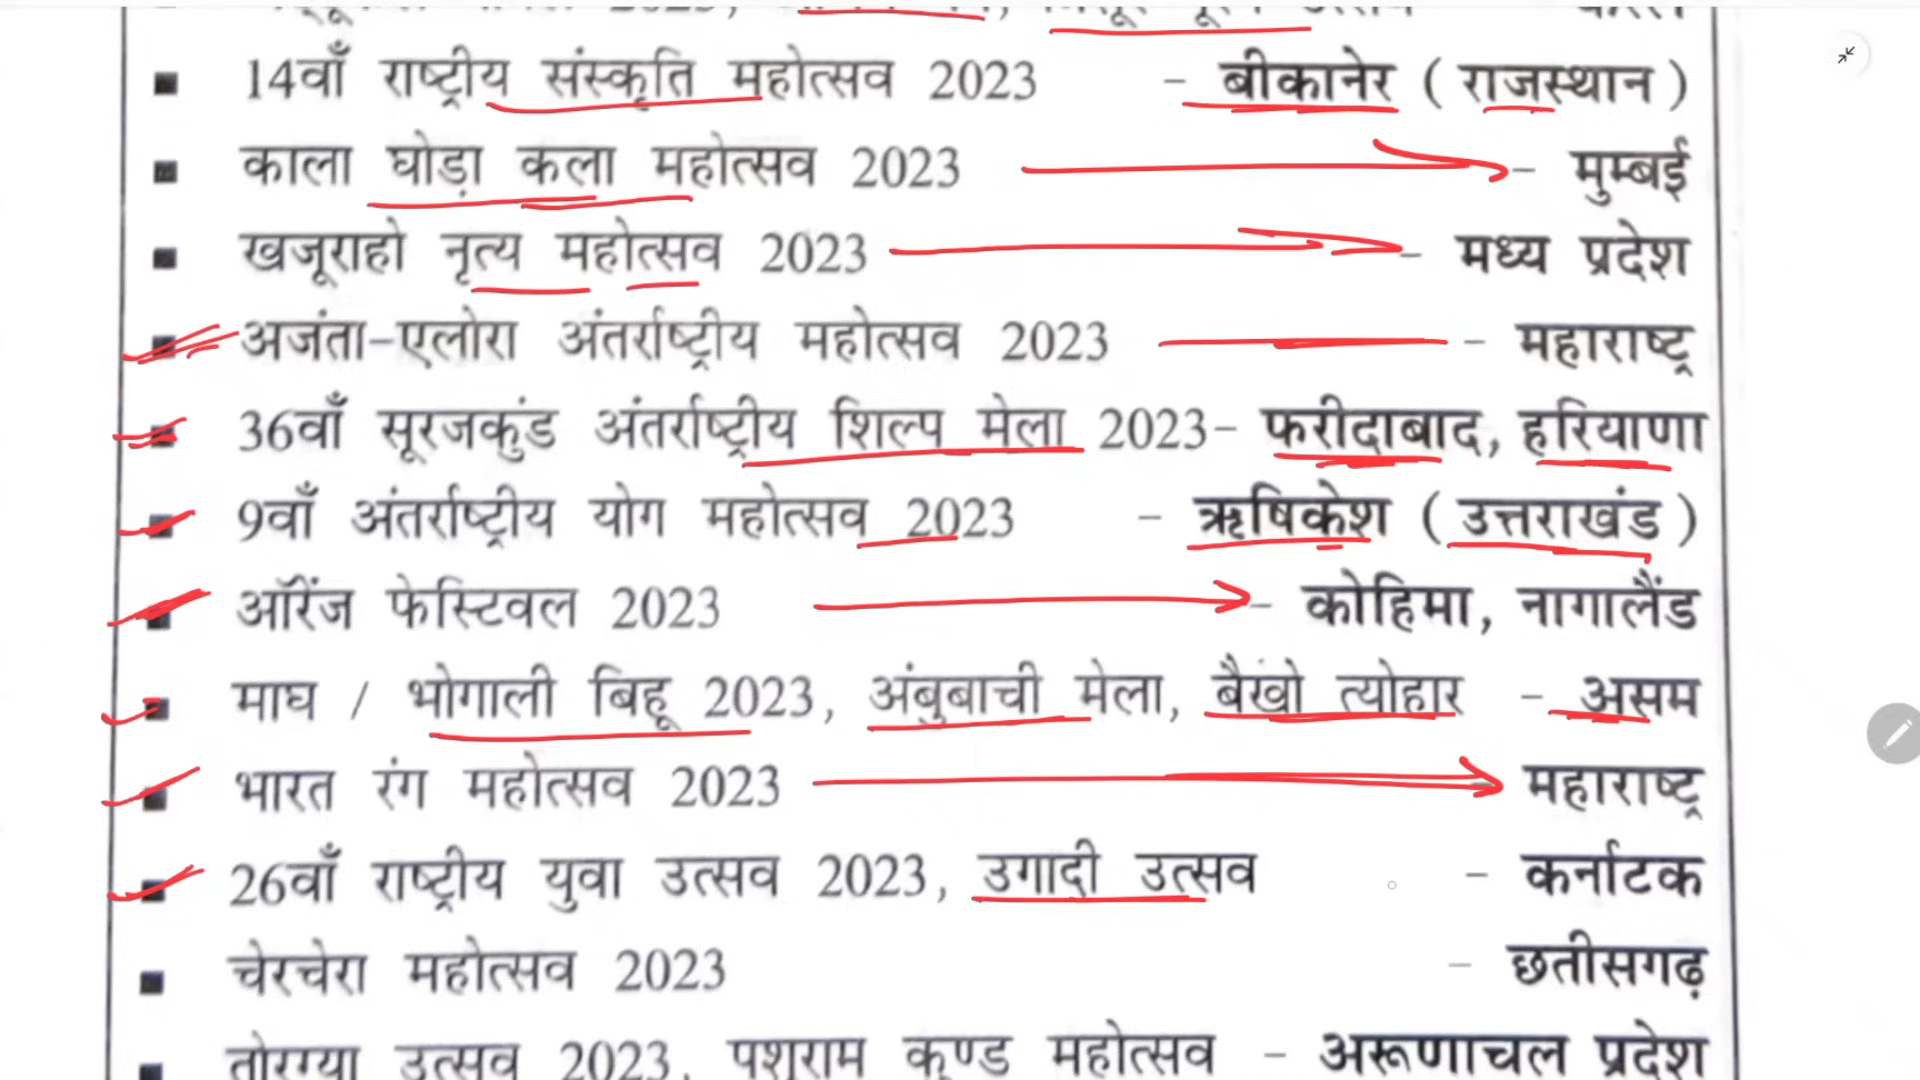 14वाँ राष्ट्रीय संस्कृति महोत्सव 2023 - बीकानेर ( राजस्थान )
काला घोड़ा कला महोत्सव 2023 - मुम्बई
खजूराहो नृत्य महोत्सव 2023 - मध्य प्रदेश
अजंता-एलोरा अंतर्राष्ट्रीय महोत्सव 2023 - महाराष्ट्र
36वाँ सूरजकुंड अंतर्राष्ट्रीय शिल्प मेला 2023- फरीदाबाद, हरियाणा
9वाँ अंतर्राष्ट्रीय योग महोत्सव 2023 - ऋषिकेश ( उत्तराखंड )
ऑरेंज फेस्टिवल 2023 - कोहिमा, नागालैंड
माघ / भोगाली बिहू 2023, अंबुबाची मेला, बैखो त्योहार - असम
भारत रंग महोत्सव 2023 - महाराष्ट्र
26वाँ राष्ट्रीय युवा उत्सव 2023, उगादी उत्सव - कर्नाटक
चेरचेरा महोत्सव 2023 - छतीसगढ़
तोरग्या उत्सव 2023, पशुराम कुण्ड महोत्सव - अरूणाचल प्रदेश